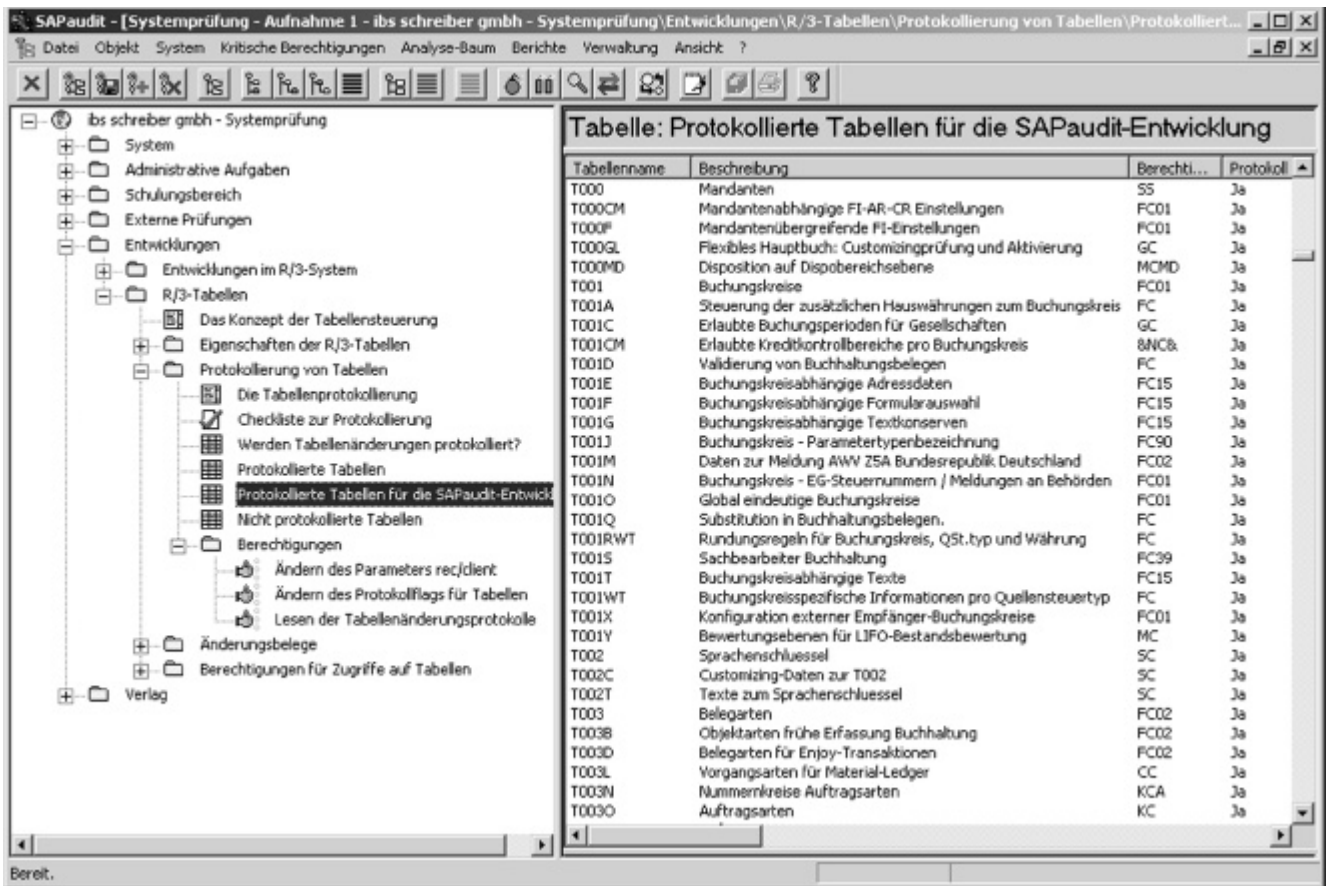 SAPaudit - [Systemprüfung - Aufnahme 1 - ibs schreiber gmbh - Systemprüfung\Entwicklungen\R/3-Tabellen\Protokollierung von Tabellen\Protokolliert...
Datei Objekt System Kritische Berechtigungen Analyse-Baum Berichte Verwaltung Ansicht ?
ibs schreiber gmbh - Systemprüfung
System
Administrative Aufgaben
Schulungsbereich
Externe Prüfungen
Entwicklungen
Entwicklungen im R/3-System
R/3-Tabellen
Das Konzept der Tabellensteuerung
Eigenschaften der R/3-Tabellen
Protokollierung von Tabellen
Die Tabellenprotokollierung
Checkliste zur Protokollierung
Werden Tabellenänderungen protokolliert?
Protokollierte Tabellen
Protokollierte Tabellen für die SAPaudit-Entwick
Nicht protokollierte Tabellen
Berechtigungen
Ändern des Parameters rec/client
Ändern des Protokollflags für Tabellen
Lesen der Tabellenänderungsprotokolle
Änderungsbelege
Berechtigungen für Zugriffe auf Tabellen
Verlag
Tabelle: Protokollierte Tabellen für die SAPaudit-Entwicklung
Tabellenname Beschreibung Berechti... Protokoll
T000 Mandanten SS Ja
T000CM Mandantenabhängige FI-AR-CR Einstellungen FC01 Ja
T000F Mandantenübergreifende FI-Einstellungen FC01 Ja
T000GL Flexibles Hauptbuch: Customizingprüfung und Aktivierung GC Ja
T000MD Disposition auf Dispobereichsebene MCMD Ja
T001 Buchungskreise FC01 Ja
T001A Steuerung der zusätzlichen Hauswährungen zum Buchungskreis FC Ja
T001C Erlaubte Buchungsperioden für Gesellschaften GC Ja
T001CM Erlaubte Kreditkontrollbereiche pro Buchungskreis &NC& Ja
T001D Validierung von Buchhaltungsbelegen FC Ja
T001E Buchungskreisabhängige Adressdaten FC15 Ja
T001F Buchungskreisabhängige Formularauswahl FC15 Ja
T001G Buchungskreisabhängige Textkonserven FC15 Ja
T001J Buchungskreis - Parametertypenbezeichnung FC90 Ja
T001M Daten zur Meldung AWV Z5A Bundesrepublik Deutschland FC02 Ja
T001N Buchungskreis - EG-Steuernummern / Meldungen an Behörden FC01 Ja
T001O Global eindeutige Buchungskreise FC01 Ja
T001Q Substitution in Buchhaltungsbelegen. FC Ja
T001RWT Rundungsregeln für Buchungskreis, QSt.typ und Währung FC Ja
T001S Sachbearbeiter Buchhaltung FC39 Ja
T001T Buchungskreisabhängige Texte FC15 Ja
T001WT Buchungskreisspezifische Informationen pro Quellensteuertyp FC Ja
T001X Konfiguration externer Empfänger-Buchungskreise FC01 Ja
T001Y Bewertungsebenen für LIFO-Bestandsbewertung MC Ja
T002 Sprachenschluessel SC Ja
T002C Customizing-Daten zur T002 SC Ja
T002T Texte zum Sprachenschluessel SC Ja
T003 Belegarten FC02 Ja
T003B Objektarten frühe Erfassung Buchhaltung FC02 Ja
T003D Belegarten für Enjoy-Transaktionen FC02 Ja
T003L Vorgangsarten für Material-Ledger CC Ja
T003N Nummernkreise Auftragsarten KCA Ja
T003O Auftragsarten KC Ja
Bereit.